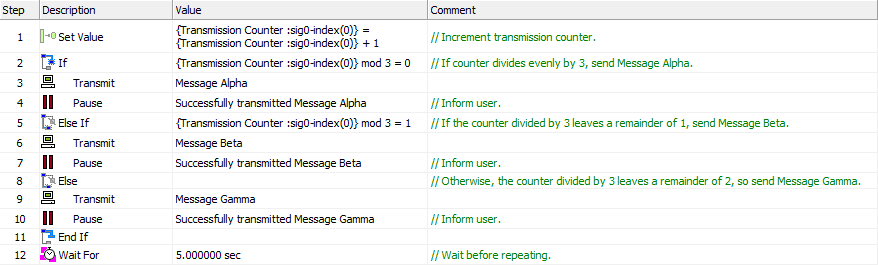 Step Description Value Comment
1 Set Value {Transmission Counter :sig0-index(0)} =
{Transmission Counter :sig0-index(0)} + 1 // Increment transmission counter.
2 If {Transmission Counter :sig0-index(0)} mod 3 = 0 // If counter divides evenly by 3, send Message Alpha.
3 Transmit Message Alpha
4 Pause Successfully transmitted Message Alpha // Inform user.
5 Else If {Transmission Counter :sig0-index(0)} mod 3 = 1 // If the counter divided by 3 leaves a remainder of 1, send Message Beta.
6 Transmit Message Beta
7 Pause Successfully transmitted Message Beta // Inform user.
8 Else // Otherwise, the counter divided by 3 leaves a remainder of 2, so send Message Gamma.
9 Transmit Message Gamma
10 Pause Successfully transmitted Message Gamma // Inform user.
11 End If
12 Wait For 5.000000 sec // Wait before repeating.